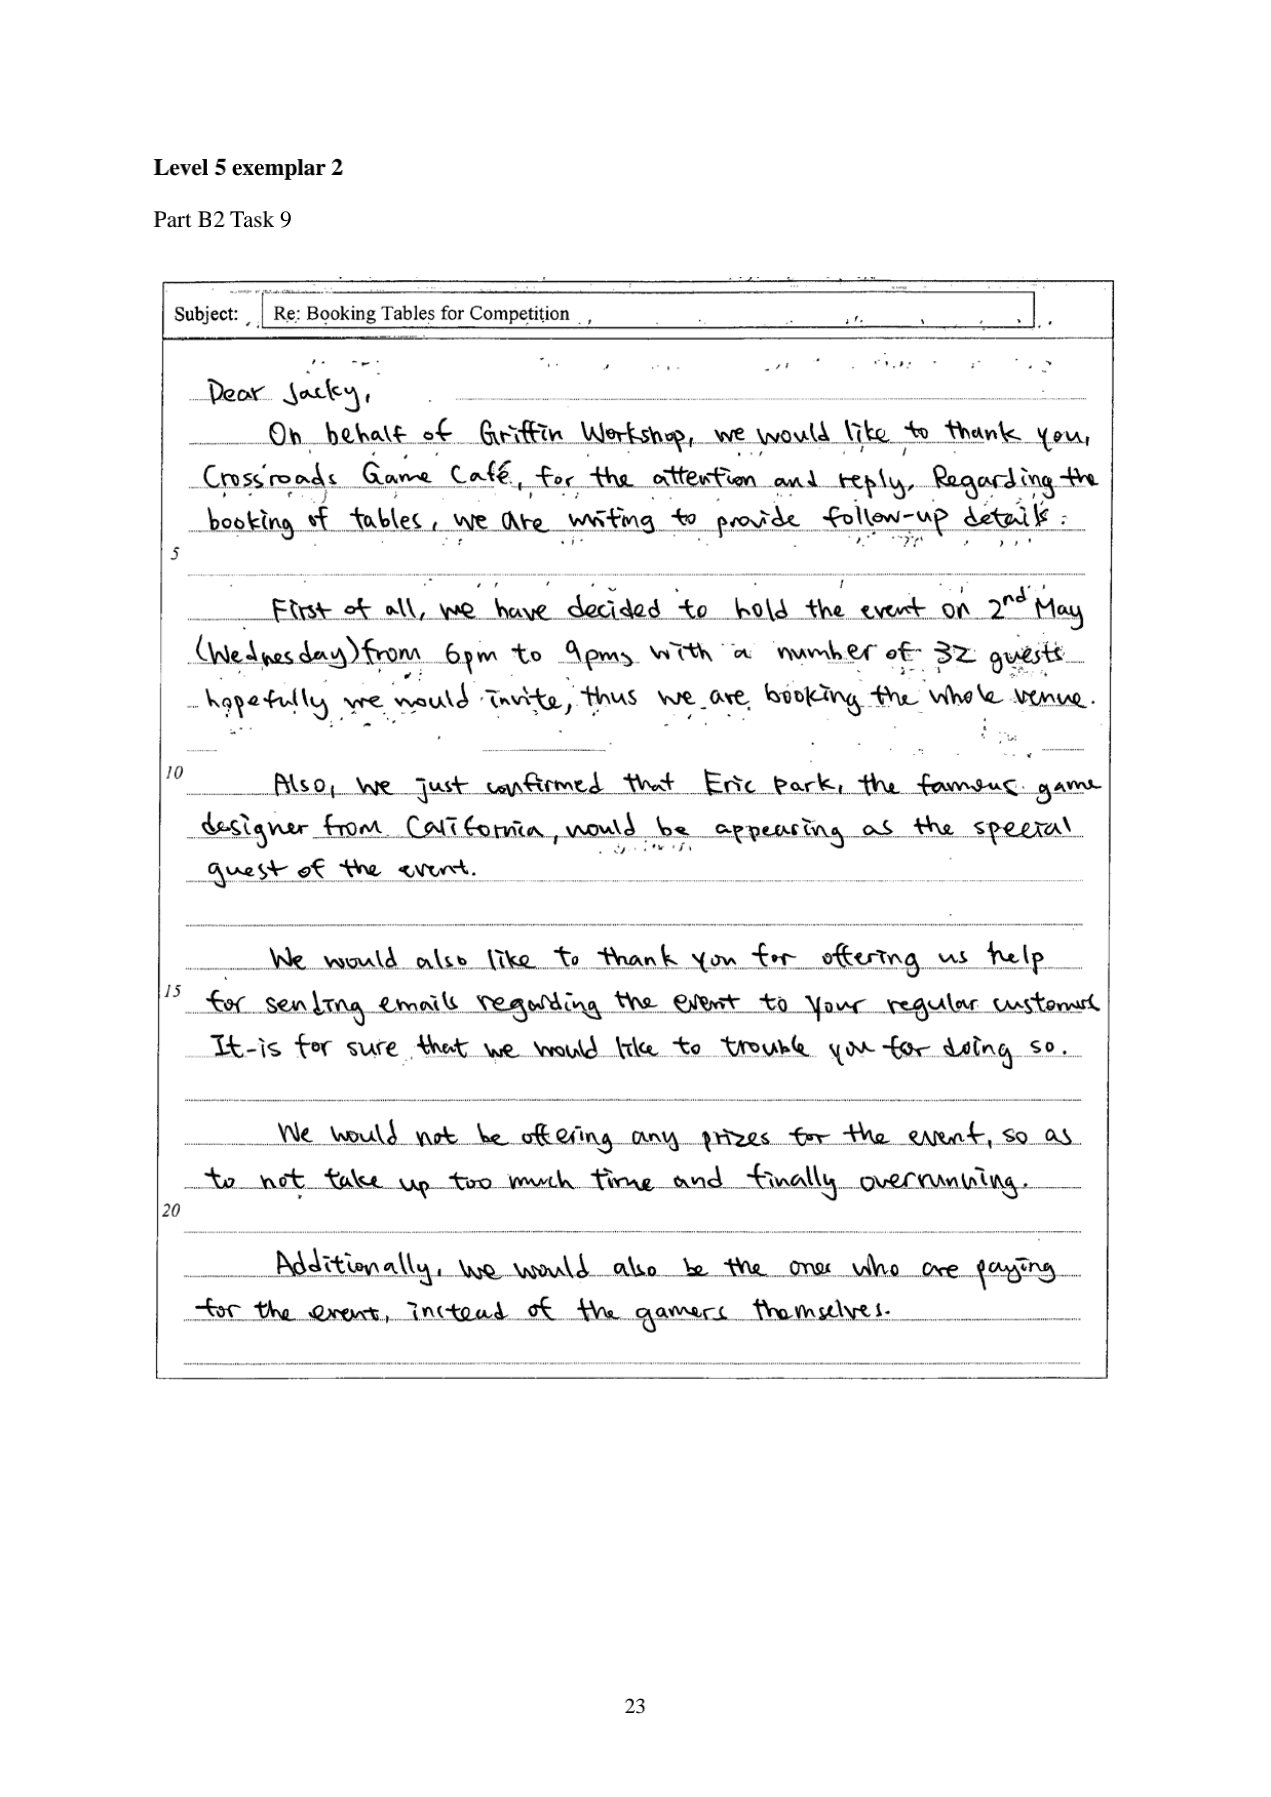 Level 5 exemplar 2
Part B2 Task 9
Subject: Re: Booking Tables for Competition
Dear Jacky,
On behalf of Griffin Workshop, we would like to thank you,
Crossroads Game Café, for the attention and reply. Regarding the
booking of tables, we are writing to provide follow-up details.
5
First of all, we have decided to hold the event on 2nd May
(Wednesday) from 6pm to 9pm, with a number of 32 guests
hopefully we would invite, thus we are booking the whole venue.
10
Also, we just confirmed that Eric Park, the famous game
designer from California, would be appearing as the special
guest of the event.
We would also like to thank you for offering us help
15
for sending emails regarding the event to your regular customers
It is for sure that we would like to trouble you for doing so.
We would not be offering any prizes for the event, so as
to not take up too much time and finally overrunning.
20
Additionally, we would also be the ones who are paying
for the event, instead of the gamers themselves.
23